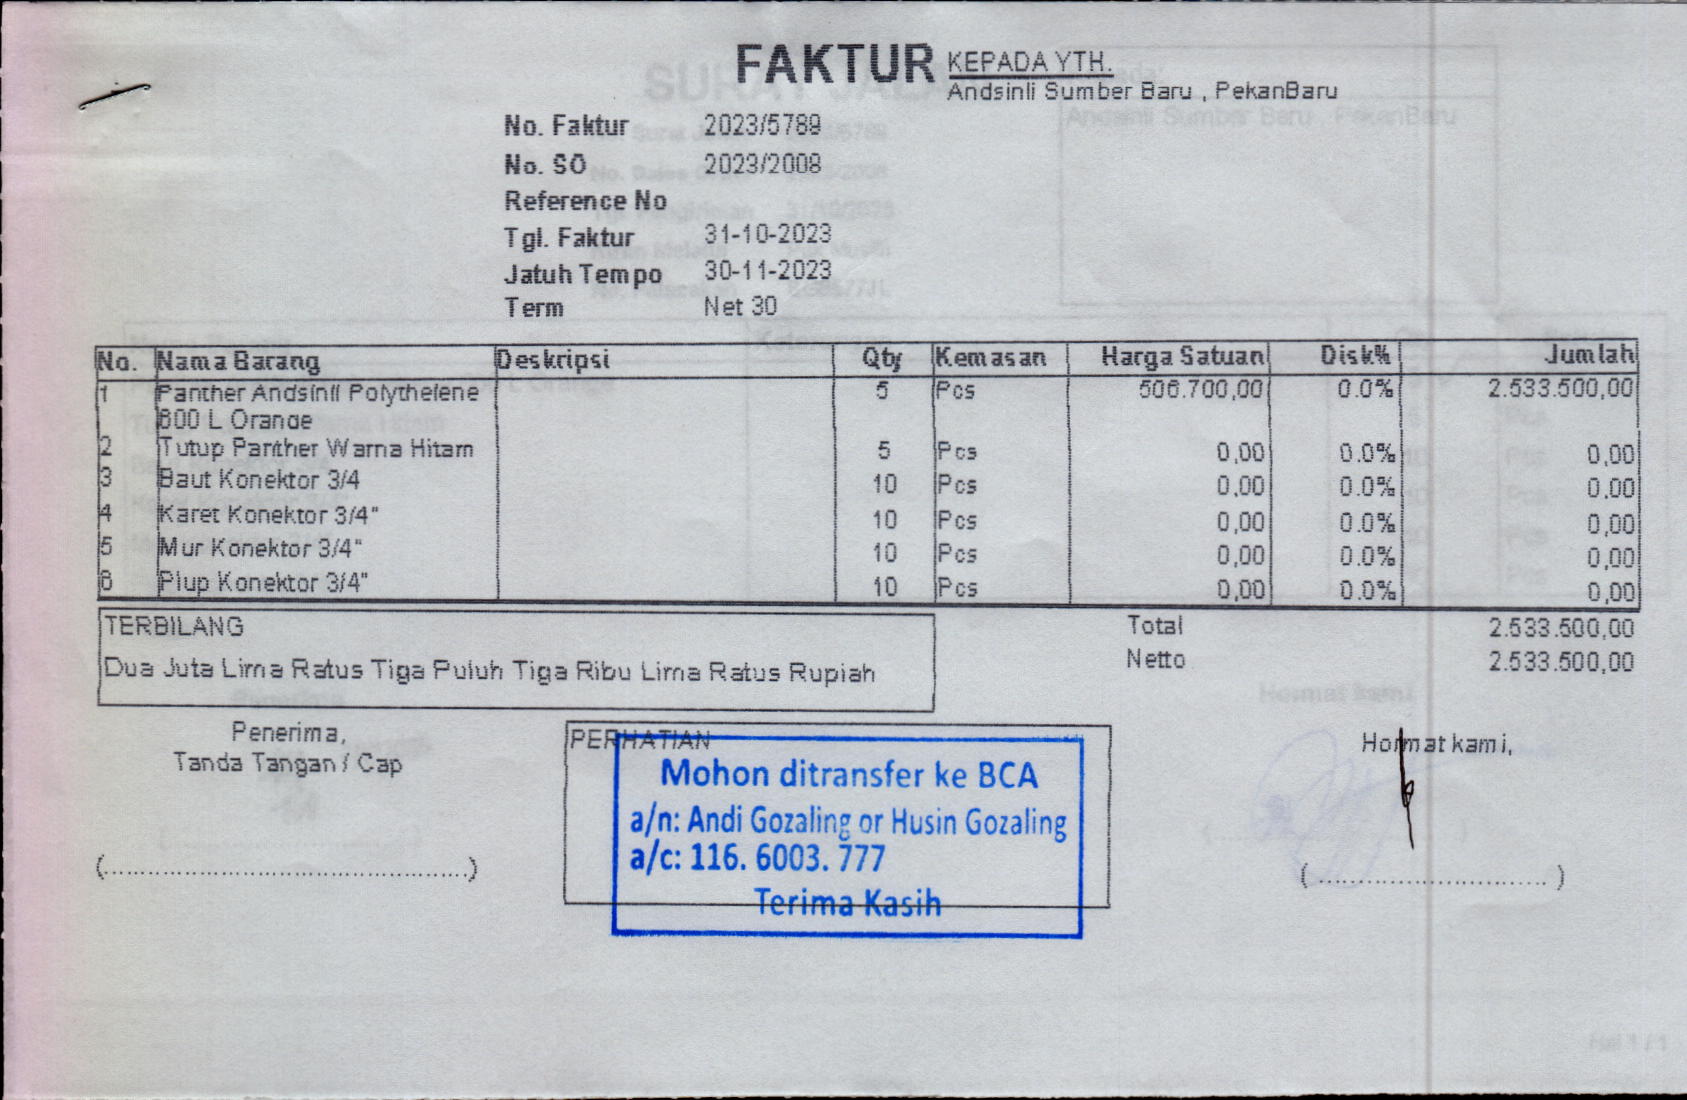 FAKTUR
KEPADA YTH.
Andsinli Sumber Baru , PekanBaru
No. Faktur 2023/5789
No. SO 2023/2008
Reference No
Tgl. Faktur 31-10-2023
Jatuh Tempo 30-11-2023
Term Net 30
No. Nama Barang Deskripsi Qty Kemasan Harga Satuan Disk% Jumlah
1 Panther Andsinli Polythelene 5 Pcs 506.700,00 0.0% 2.533.500,00
600 L Orange
2 Tutup Panther Warna Hitam 5 Pcs 0,00 0.0% 0,00
3 Baut Konektor 3/4 10 Pcs 0,00 0.0% 0,00
4 Karet Konektor 3/4" 10 Pcs 0,00 0.0% 0,00
5 Mur Konektor 3/4" 10 Pcs 0,00 0.0% 0,00
6 Plup Konektor 3/4" 10 Pcs 0,00 0.0% 0,00
TERBILANG
Dua Juta Lima Ratus Tiga Puluh Tiga Ribu Lima Ratus Rupiah
Total 2.533.500,00
Netto 2.533.500,00
Penerima,
Tanda Tangan / Cap
(..............................................)
PERHATIAN
Mohon ditransfer ke BCA
a/n: Andi Gozaling or Husin Gozaling
a/c: 116. 6003. 777
Terima Kasih
Hormat kami,
( ............................. )
Hal 1 / 1